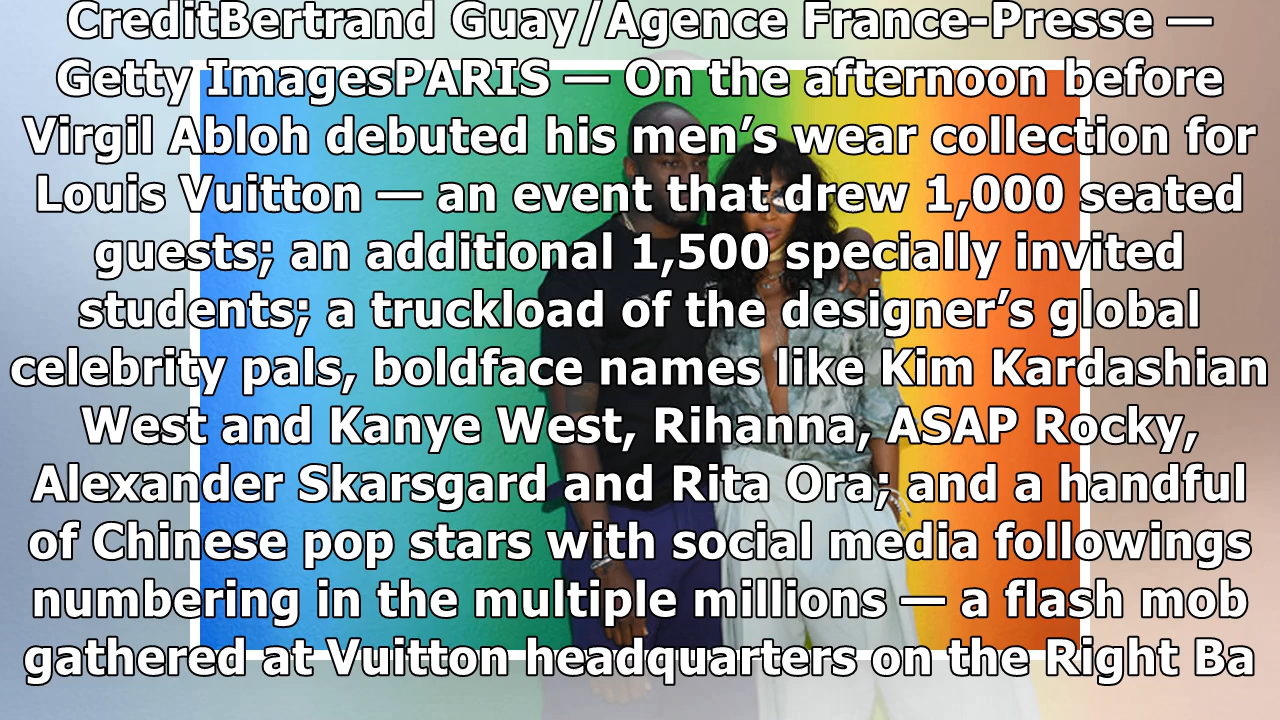 CreditBertrand Guay/Agence France-Presse —
Getty ImagesPARIS — On the afternoon before
Virgil Abloh debuted his men’s wear collection for
Louis Vuitton — an event that drew 1,000 seated
guests; an additional 1,500 specially invited
students; a truckload of the designer’s global
celebrity pals, boldface names like Kim Kardashian
West and Kanye West, Rihanna, ASAP Rocky,
Alexander Skarsgard and Rita Ora; and a handful
of Chinese pop stars with social media followings
numbering in the multiple millions — a flash mob
gathered at Vuitton headquarters on the Right Ba